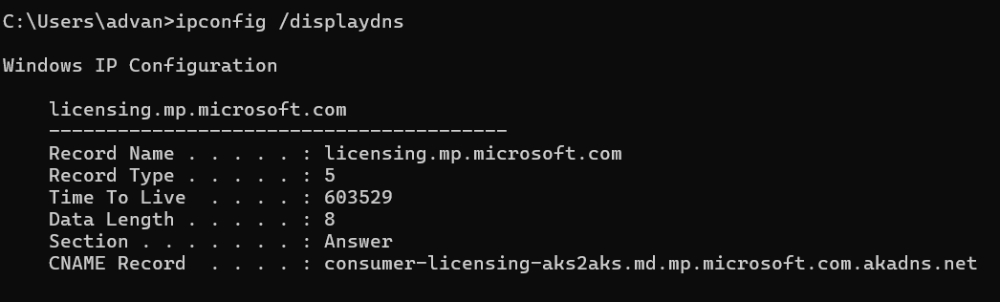 C:\Users\advan>ipconfig /displaydns
Windows IP Configuration
licensing.mp.microsoft.com
----------------------------------------
Record Name . . . . . : licensing.mp.microsoft.com
Record Type . . . . . : 5
Time To Live  . . . . : 603529
Data Length . . . . . : 8
Section . . . . . . . : Answer
CNAME Record  . . . . : consumer-licensing-aks2aks.md.mp.microsoft.com.akadns.net